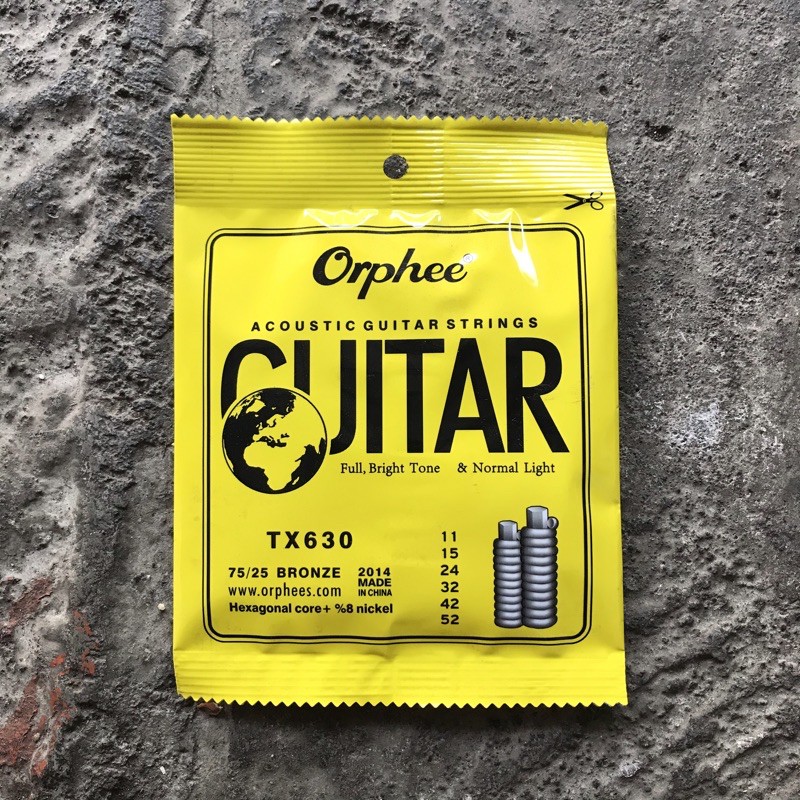 Orphee®
ACOUSTIC GUITAR STRINGS
GUITAR
Full, Bright Tone & Normal Light
TX630
75/25 BRONZE
www.orphees.com
2014
MADE
IN CHINA
Hexagonal core+ %8 nickel
11
15
24
32
42
52